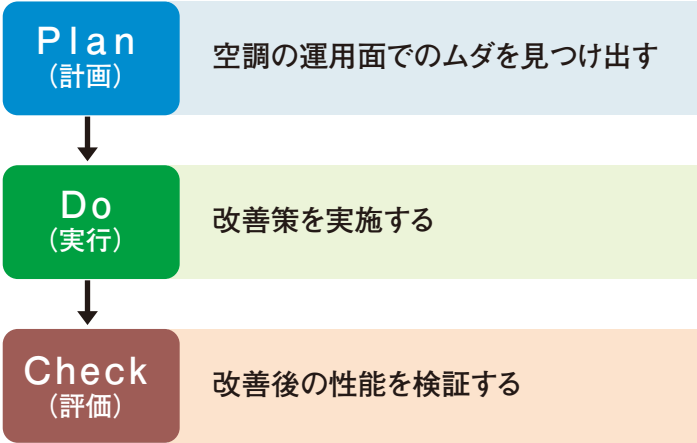 Plan
（計画）
空調の運用面でのムダを見つけ出す
Do
（実行）
改善策を実施する
Check
（評価）
改善後の性能を検証する